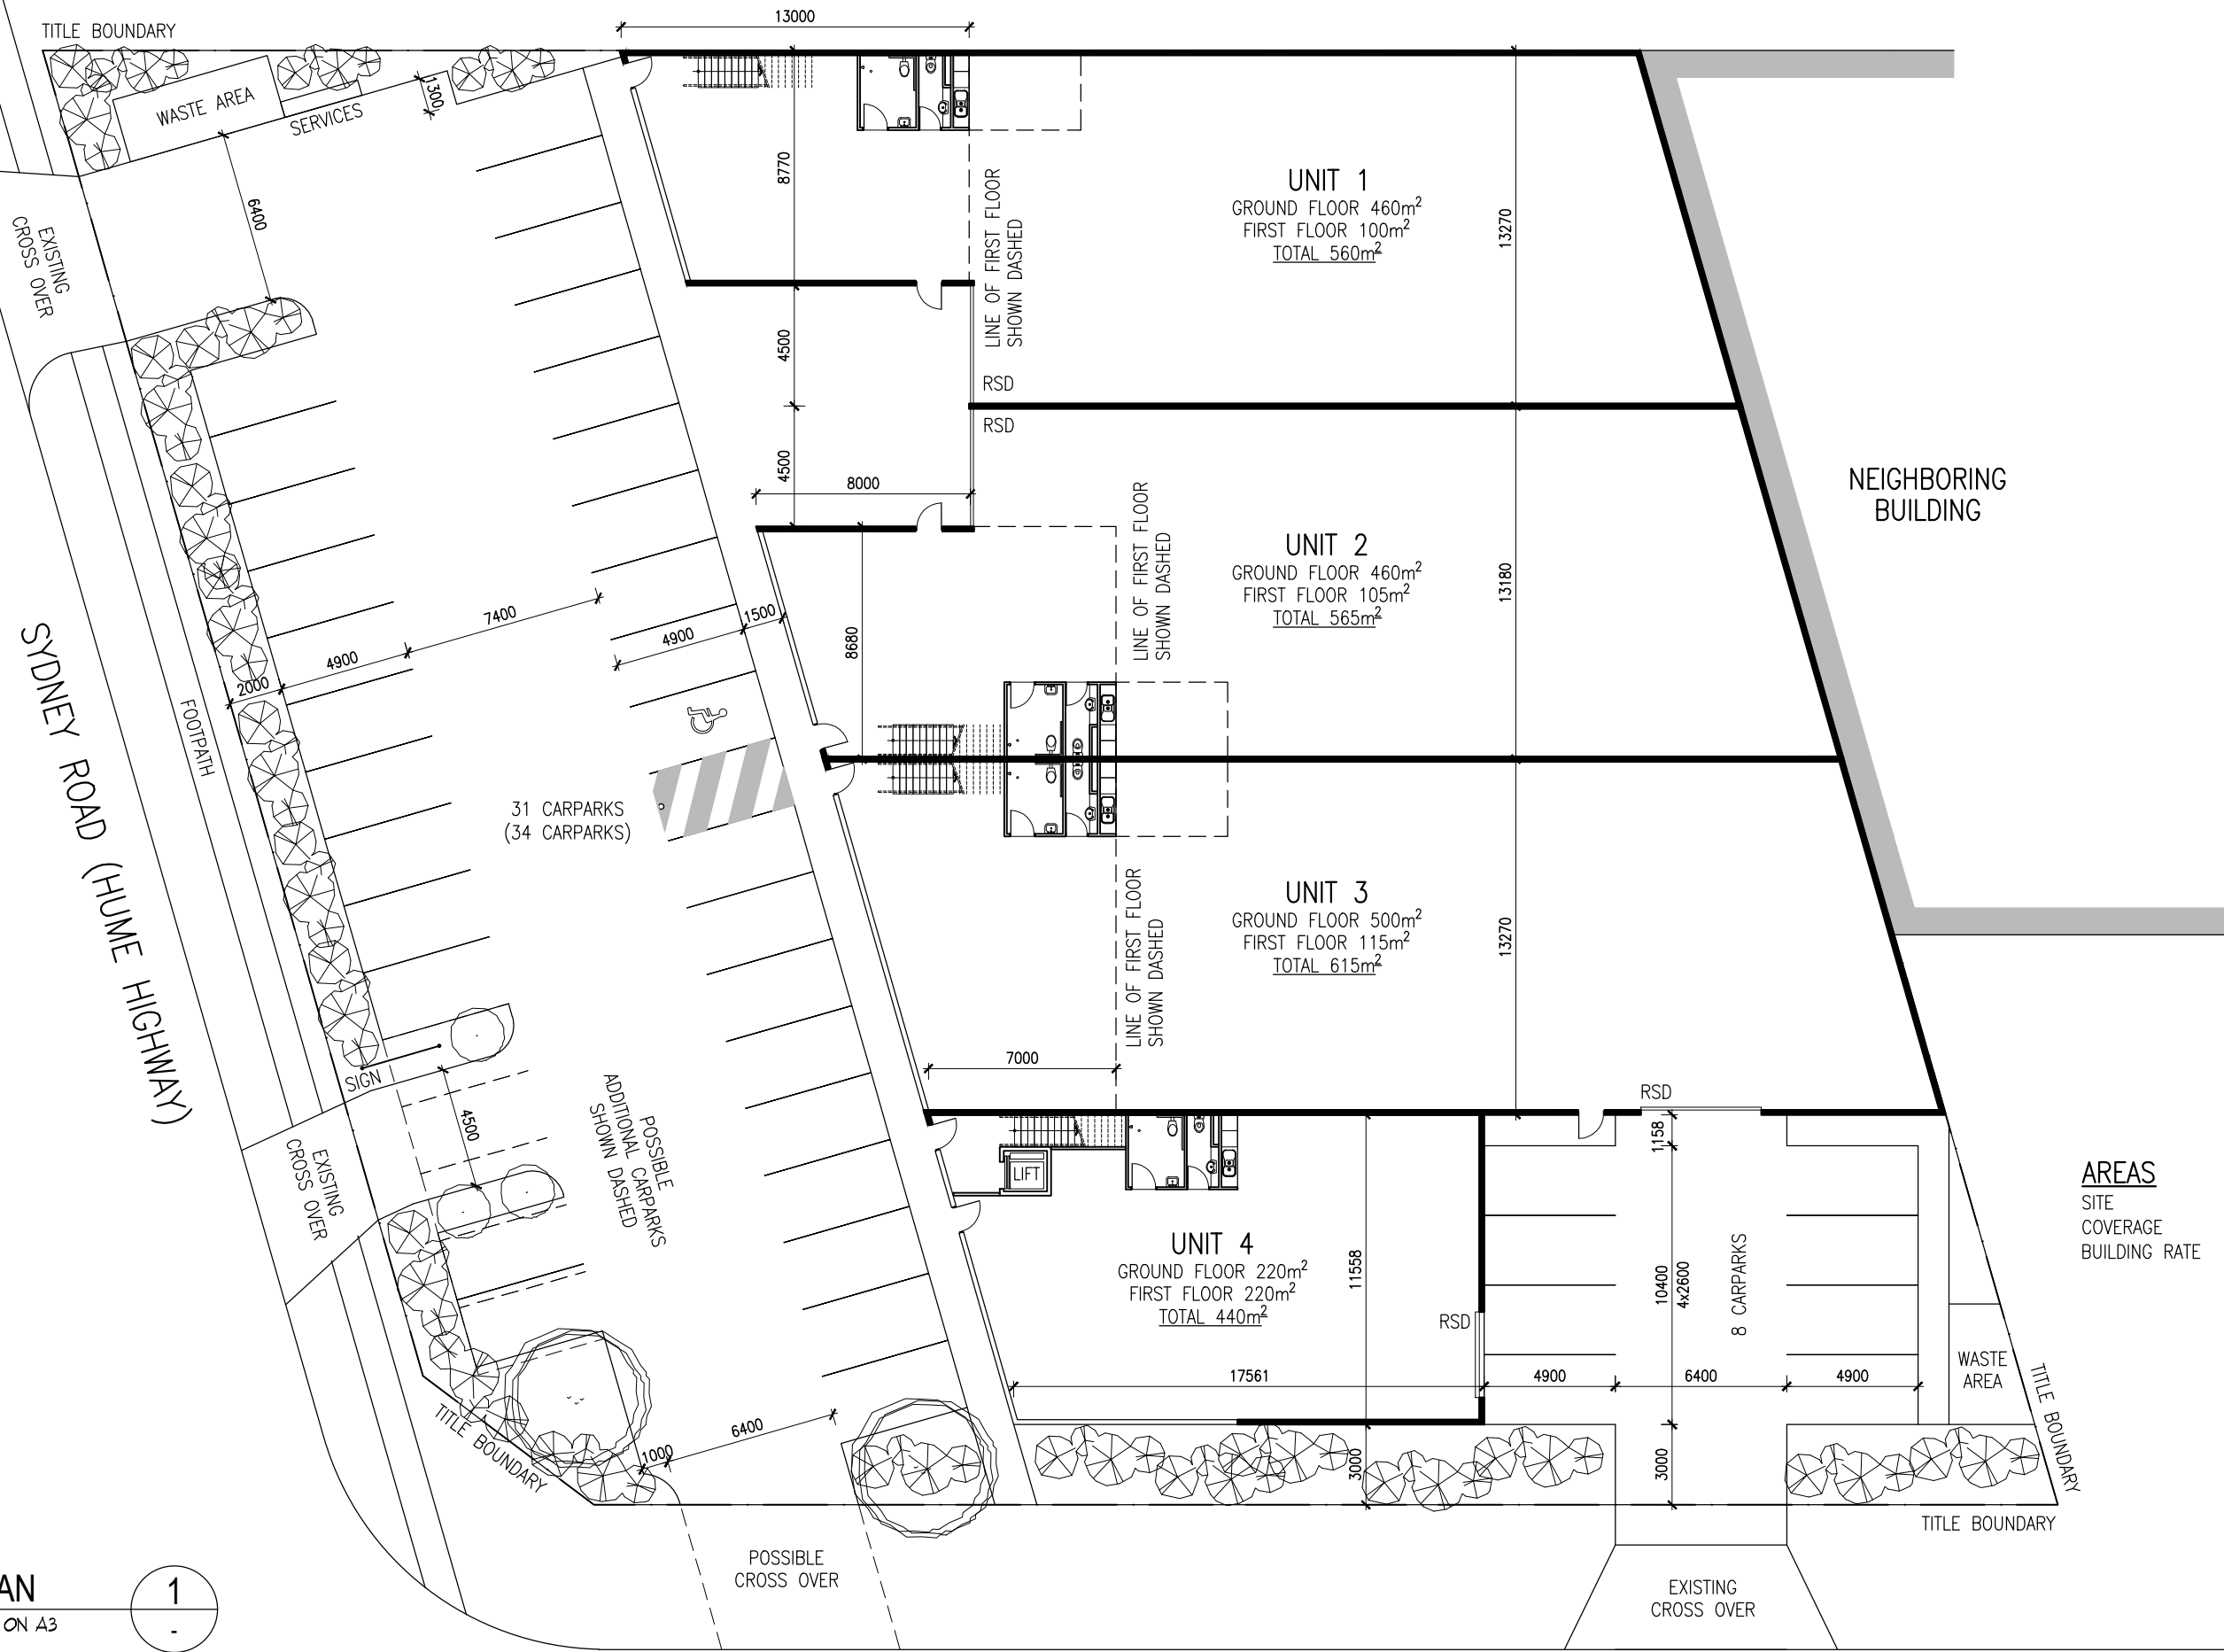 13000
TITLE BOUNDARY
WASTE AREA
SERVICES
1300
6400
EXISTING
CROSS OVER
8770
4500
4500
8000
LINE OF FIRST FLOOR
SHOWN DASHED
RSD
RSD
UNIT 1
GROUND FLOOR 460m²
FIRST FLOOR 100m²
TOTAL 560m²
13270
NEIGHBORING
BUILDING
UNIT 2
GROUND FLOOR 460m²
FIRST FLOOR 105m²
TOTAL 565m²
13180
LINE OF FIRST FLOOR
SHOWN DASHED
8680
7400
4900
1500
4900
2000
FOOTPATH
SYDNEY ROAD (HUME HIGHWAY)
31 CARPARKS
(34 CARPARKS)
UNIT 3
GROUND FLOOR 500m²
FIRST FLOOR 115m²
TOTAL 615m²
13270
LINE OF FIRST FLOOR
SHOWN DASHED
7000
SIGN
4500
EXISTING
CROSS OVER
POSSIBLE
ADDITIONAL CARPARKS
SHOWN DASHED
LIFT
UNIT 4
GROUND FLOOR 220m²
FIRST FLOOR 220m²
TOTAL 440m²
11558
17561
RSD
RSD
1158
10400
4x2600
8 CARPARKS
4900
6400
4900
WASTE
AREA
TITLE BOUNDARY
AREAS
SITE
COVERAGE
BUILDING RATE
TITLE BOUNDARY
1000
6400
3000
3000
TITLE BOUNDARY
POSSIBLE
CROSS OVER
EXISTING
CROSS OVER
AN
ON A3
1
-